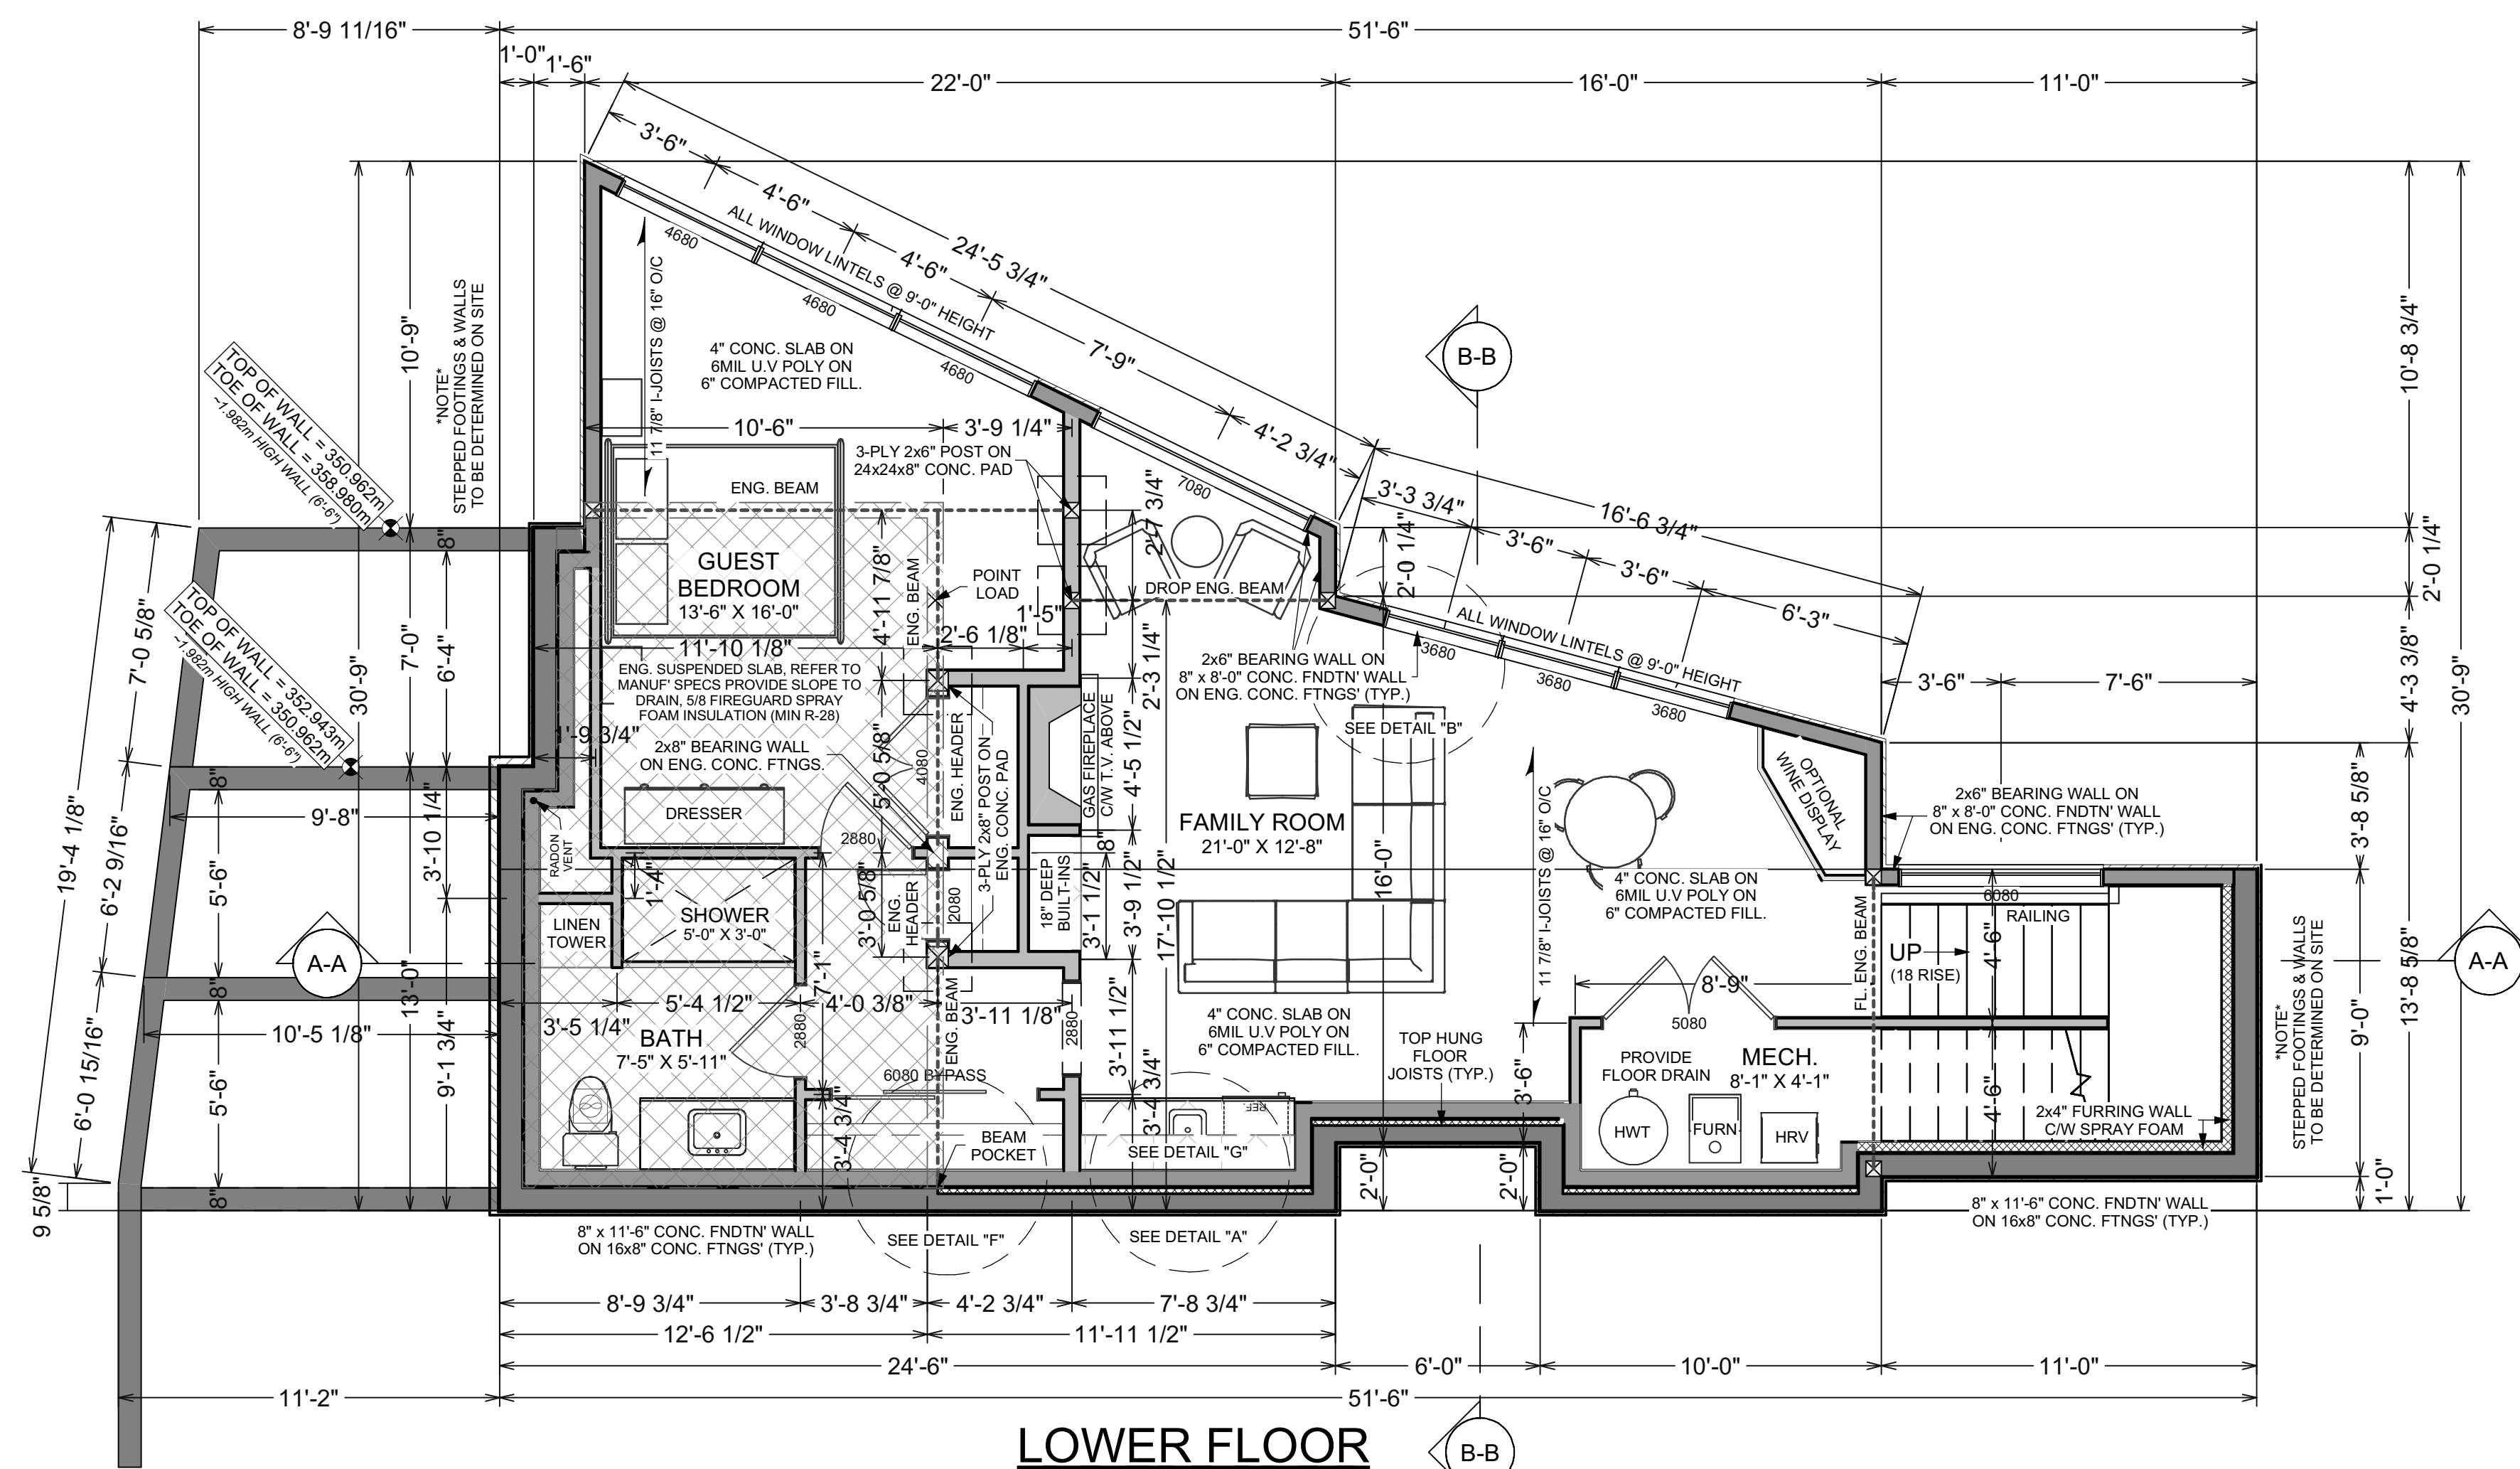 8'-9 11/16"
51'-6"
1'-0"
1'-6"
22'-0"
16'-0"
11'-0"
3'-6"
4'-6"
4'-6"
24'-5 3/4"
7'-9"
4'-2 3/4"
ALL WINDOW LINTELS @ 9'-0" HEIGHT
4680
4680
4680
7080
B-B
10'-9"
30'-9"
7'-0"
6'-4"
8"
*NOTE*
STEPPED FOOTINGS & WALLS
TO BE DETERMINED ON SITE
TOP OF WALL = 350.962m
TOE OF WALL = 358.980m
~1.982m HIGH WALL (6'-6")
TOP OF WALL = 352.943m
TOE OF WALL = 350.962m
~1.982m HIGH WALL (6'-6")
11 7/8" I-JOISTS @ 16" O/C
4" CONC. SLAB ON
6MIL U.V POLY ON
6" COMPACTED FILL.
10'-6"
3'-9 1/4"
3-PLY 2x6" POST ON
24x24x8" CONC. PAD
ENG. BEAM
GUEST
BEDROOM
13'-6" X 16'-0"
4'-11 7/8"
ENG. BEAM
POINT
LOAD
1'-5"
2'-6 1/8"
11'-10 1/8"
2'-7 3/4"
DROP ENG. BEAM
2'-3 1/4"
2'-0 1/4"
3'-3 3/4"
16'-6 3/4"
3'-6"
3'-6"
6'-3"
ALL WINDOW LINTELS @ 9'-0" HEIGHT
3680
3680
3680
10'-8 3/4"
2'-0 1/4"
4'-3 3/8"
30'-9"
3'-6"
7'-6"
ENG. SUSPENDED SLAB, REFER TO
MANUF' SPECS PROVIDE SLOPE TO
DRAIN, 5/8 FIREGUARD SPRAY
FOAM INSULATION (MIN R-28)
1'-9 3/4"
2x8" BEARING WALL
ON ENG. CONC. FTNGS.
5'-0 5/8"
4080
ENG. HEADER
3-PLY 2x8" POST ON
ENG. CONC. PAD
GAS FIREPLACE
C/W T.V. ABOVE
4'-5 1/2"
8"
2x6" BEARING WALL ON
8" x 8'-0" CONC. FNDTN' WALL
ON ENG. CONC. FTNGS' (TYP.)
SEE DETAIL "B"
FAMILY ROOM
21'-0" X 12'-8"
16'-0"
17'-10 1/2"
11 7/8" I-JOISTS @ 16" O/C
OPTIONAL
WINE DISPLAY
2x6" BEARING WALL ON
8" x 8'-0" CONC. FNDTN' WALL
ON ENG. CONC. FTNGS' (TYP.)
3'-8 5/8"
7'-0 5/8"
19'-4 1/8"
6'-2 9/16"
6'-0 15/16"
9 5/8"
8"
9'-8"
5'-6"
8"
10'-5 1/8"
5'-6"
8"
3'-10 1/4"
13'-0"
9'-1 3/4"
DRESSER
RADON
VENT
2880
1'-4"
SHOWER
5'-0" X 3'-0"
LINEN
TOWER
A-A
3'-0 5/8"
ENG.
HEADER
2080
18" DEEP
BUILT-INS
3'-1 1/2"
3'-9 1/2"
4" CONC. SLAB ON
6MIL U.V POLY ON
6" COMPACTED FILL.
6080
RAILING
UP
(18 RISE)
4'-6"
FL. ENG. BEAM
8'-9"
5080
A-A
13'-8 5/8"
9'-0"
*NOTE*
STEPPED FOOTINGS & WALLS
TO BE DETERMINED ON SITE
5'-4 1/2"
3'-5 1/4"
4'-0 3/8"
3'-11 1/8"
7'-1"
BATH
7'-5" X 5'-11"
2880
ENG. BEAM
2880
3'-11 1/2"
4" CONC. SLAB ON
6MIL U.V POLY ON
6" COMPACTED FILL.
TOP HUNG
FLOOR
JOISTS (TYP.)
3'-6"
PROVIDE
FLOOR DRAIN
MECH.
8'-1" X 4'-1"
HWT
FURN
HRV
4'-6"
2x4" FURRING WALL
C/W SPRAY FOAM
6080 BYPASS
3'-4 3/4"
3'-4 3/4"
REF.
BEAM
POCKET
SEE DETAIL "G"
2'-0"
2'-0"
1'-0"
8" x 11'-6" CONC. FNDTN' WALL
ON 16x8" CONC. FTNGS' (TYP.)
SEE DETAIL "F"
SEE DETAIL "A"
8" x 11'-6" CONC. FNDTN' WALL
ON 16x8" CONC. FTNGS' (TYP.)
8'-9 3/4"
3'-8 3/4"
4'-2 3/4"
7'-8 3/4"
12'-6 1/2"
11'-11 1/2"
24'-6"
6'-0"
10'-0"
11'-0"
11'-2"
51'-6"
LOWER FLOOR
B-B